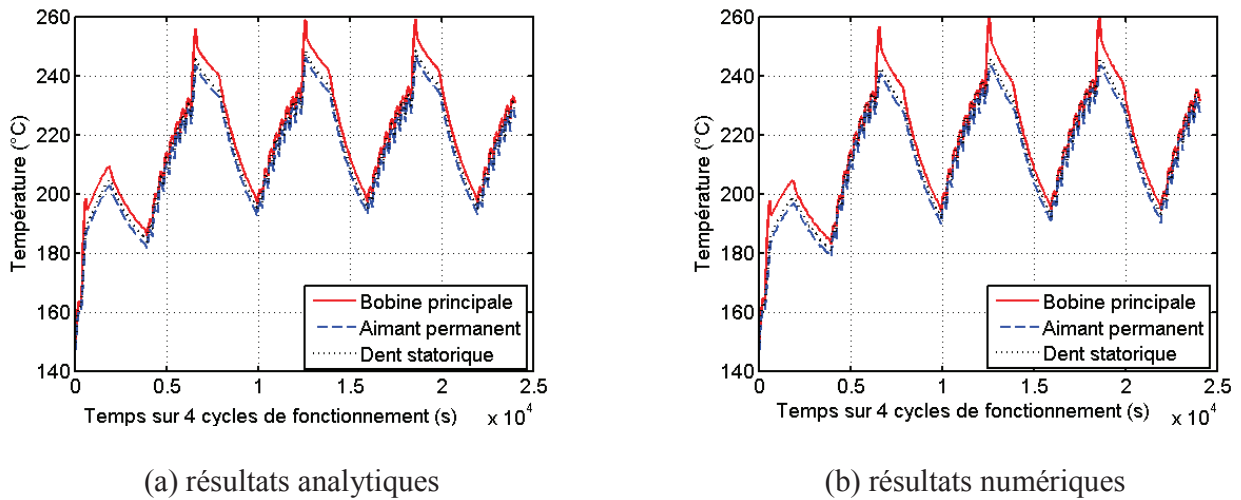 260
240
220
200
180
160
140
Température (°C)
0
0.5
1
1.5
2
2.5
Temps sur 4 cycles de fonctionnement (s)
x 10^4
Bobine principale
Aimant permanent
Dent statorique
(a) résultats analytiques
260
240
220
200
180
160
140
Température (°C)
0
0.5
1
1.5
2
2.5
Temps sur 4 cycles de fonctionnement (s)
x 10^4
Bobine principale
Aimant permanent
Dent statorique
(b) résultats numériques